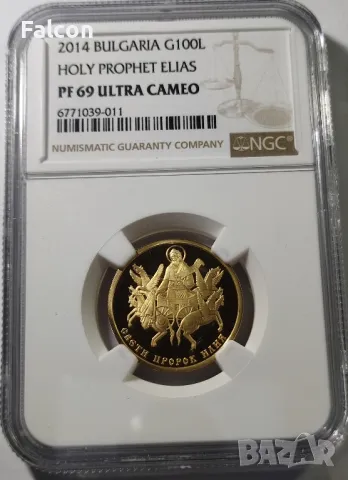 Falcon
2014 BULGARIA G100L
HOLY PROPHET ELIAS
PF 69 ULTRA CAMEO
6771039-011
NUMISMATIC GUARANTY COMPANY NGC
СВЕТИ ПРОРОК ИЛИЯ
БАЗАР